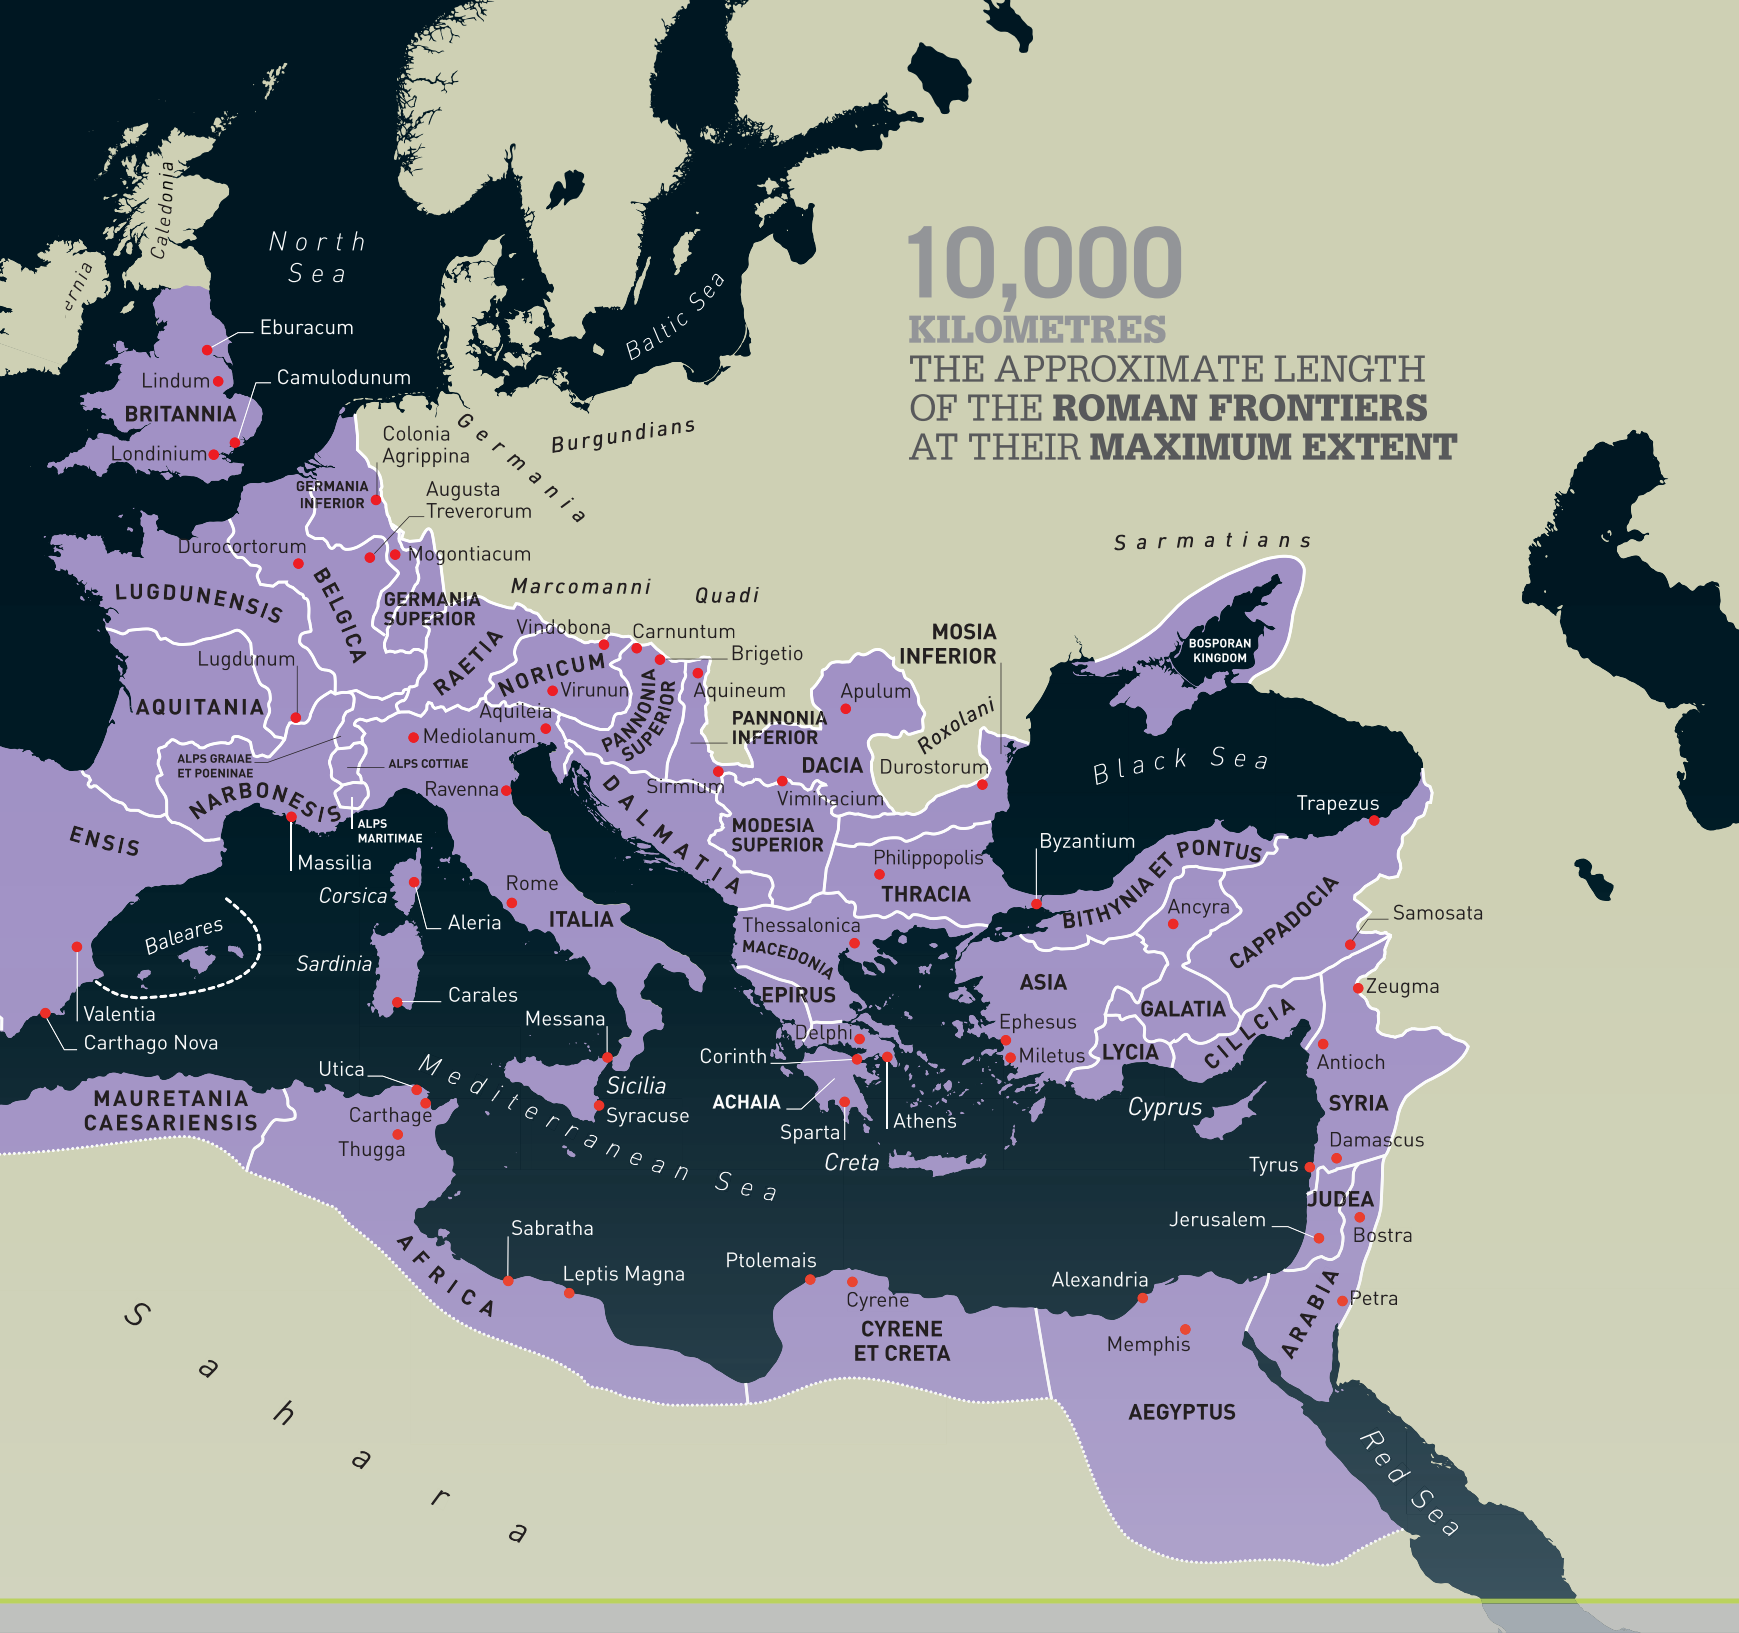 North
Sea
Caledonia
ernia
Baltic Sea
10,000
KILOMETRES
THE APPROXIMATE LENGTH
OF THE ROMAN FRONTIERS
AT THEIR MAXIMUM EXTENT
Eburacum
Lindum
Camulodunum
BRITANNIA
Londinium
Germania
Burgundians
Colonia
Agrippina
GERMANIA
INFERIOR
Augusta
Treverorum
Durocortorum
Mogontiacum
Sarmatians
LUGDUNENSIS
BELGICA
GERMANIA
SUPERIOR
Marcomanni
Quadi
Vindobona
Carnuntum
Brigetio
MOSIA
INFERIOR
BOSPORAN
KINGDOM
Lugdunum
RAETIA
NORICUM
Virunun
PANNONIA
SUPERIOR
Aquineum
Apulum
AQUITANIA
Aquileia
Mediolanum
PANNONIA
INFERIOR
Roxolani
ALPS GRAIAE
ET POENINAE
ALPS COTTIAE
DACIA
Durostorum
Black Sea
Ravenna
Sirmium
Viminacium
NARBONESIS
DALMATIA
Trapezus
ENSIS
ALPS
MARITIMAE
MODESIA
SUPERIOR
Byzantium
Massilia
Philippopolis
BITHYNIA ET PONTUS
Corsica
Rome
THRACIA
Ancyra
CAPPADOCIA
Samosata
Aleria
ITALIA
Thessalonica
Baleares
MACEDONIA
Sardinia
ASIA
Zeugma
Carales
EPIRUS
GALATIA
Valentia
Messana
Delphi
Ephesus
CILLCIA
Carthago Nova
Corinth
Miletus
LYCIA
Antioch
Utica
Mediterranean Sea
Sicilia
ACHAIA
Cyprus
SYRIA
MAURETANIA
CAESARIENSIS
Carthage
Syracuse
Sparta
Athens
Damascus
Thugga
Creta
Tyrus
JUDEA
Jerusalem
Bostra
Sabratha
AFRICA
Leptis Magna
Ptolemais
Cyrene
Alexandria
ARABIA
Petra
CYRENE
ET CRETA
Memphis
Sahara
AEGYPTUS
Red Sea